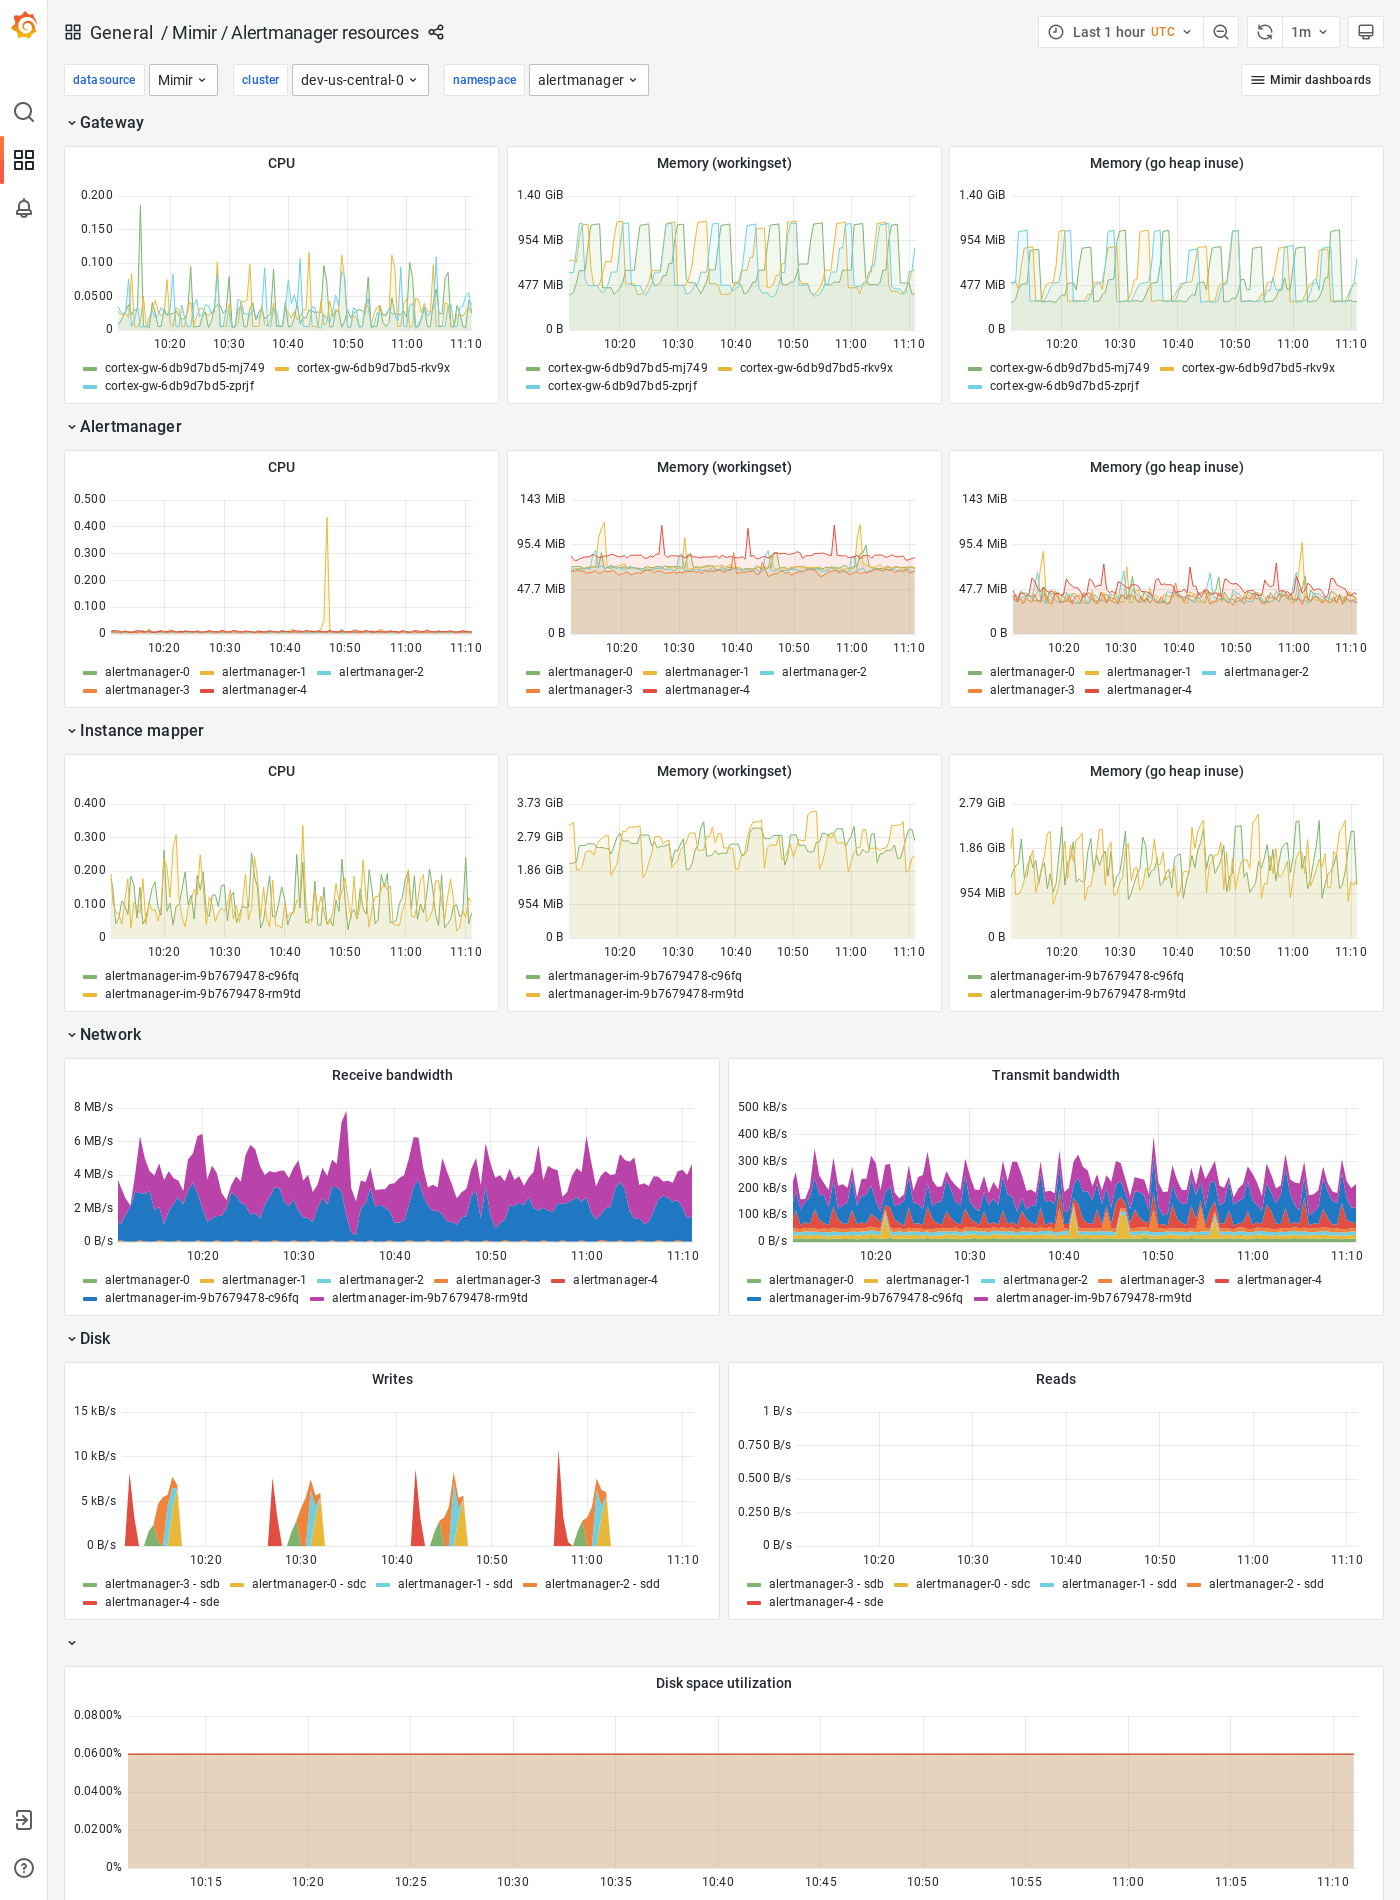 General / Mimir / Alertmanager resources
Last 1 hour UTC
1m
datasource Mimir cluster dev-us-central-0 namespace alertmanager
Mimir dashboards
Gateway
CPU
0.200
0.150
0.100
0.0500
0
10:20 10:30 10:40 10:50 11:00 11:10
cortex-gw-6db9d7bd5-mj749 cortex-gw-6db9d7bd5-rkv9x
cortex-gw-6db9d7bd5-zprjf
Memory (workingset)
1.40 GiB
954 MiB
477 MiB
0 B
10:20 10:30 10:40 10:50 11:00 11:10
cortex-gw-6db9d7bd5-mj749 cortex-gw-6db9d7bd5-rkv9x
cortex-gw-6db9d7bd5-zprjf
Memory (go heap inuse)
1.40 GiB
954 MiB
477 MiB
0 B
10:20 10:30 10:40 10:50 11:00 11:10
cortex-gw-6db9d7bd5-mj749 cortex-gw-6db9d7bd5-rkv9x
cortex-gw-6db9d7bd5-zprjf
Alertmanager
CPU
0.500
0.400
0.300
0.200
0.100
0
10:20 10:30 10:40 10:50 11:00 11:10
alertmanager-0 alertmanager-1 alertmanager-2
alertmanager-3 alertmanager-4
Memory (workingset)
143 MiB
95.4 MiB
47.7 MiB
0 B
10:20 10:30 10:40 10:50 11:00 11:10
alertmanager-0 alertmanager-1 alertmanager-2
alertmanager-3 alertmanager-4
Memory (go heap inuse)
143 MiB
95.4 MiB
47.7 MiB
0 B
10:20 10:30 10:40 10:50 11:00 11:10
alertmanager-0 alertmanager-1 alertmanager-2
alertmanager-3 alertmanager-4
Instance mapper
CPU
0.400
0.300
0.200
0.100
0
10:20 10:30 10:40 10:50 11:00 11:10
alertmanager-im-9b7679478-c96fq
alertmanager-im-9b7679478-rm9td
Memory (workingset)
3.73 GiB
2.79 GiB
1.86 GiB
954 MiB
0 B
10:20 10:30 10:40 10:50 11:00 11:10
alertmanager-im-9b7679478-c96fq
alertmanager-im-9b7679478-rm9td
Memory (go heap inuse)
2.79 GiB
1.86 GiB
954 MiB
0 B
10:20 10:30 10:40 10:50 11:00 11:10
alertmanager-im-9b7679478-c96fq
alertmanager-im-9b7679478-rm9td
Network
Receive bandwidth
8 MB/s
6 MB/s
4 MB/s
2 MB/s
0 B/s
10:20 10:30 10:40 10:50 11:00 11:10
alertmanager-0 alertmanager-1 alertmanager-2 alertmanager-3 alertmanager-4
alertmanager-im-9b7679478-c96fq alertmanager-im-9b7679478-rm9td
Transmit bandwidth
500 kB/s
400 kB/s
300 kB/s
200 kB/s
100 kB/s
0 B/s
10:20 10:30 10:40 10:50 11:00 11:10
alertmanager-0 alertmanager-1 alertmanager-2 alertmanager-3 alertmanager-4
alertmanager-im-9b7679478-c96fq alertmanager-im-9b7679478-rm9td
Disk
Writes
15 kB/s
10 kB/s
5 kB/s
0 B/s
10:20 10:30 10:40 10:50 11:00 11:10
alertmanager-3 - sdb alertmanager-0 - sdc alertmanager-1 - sdd alertmanager-2 - sdd
alertmanager-4 - sde
Reads
1 B/s
0.750 B/s
0.500 B/s
0.250 B/s
0 B/s
10:20 10:30 10:40 10:50 11:00 11:10
alertmanager-3 - sdb alertmanager-0 - sdc alertmanager-1 - sdd alertmanager-2 - sdd
alertmanager-4 - sde
Disk space utilization
0.0800%
0.0600%
0.0400%
0.0200%
0%
10:15 10:20 10:25 10:30 10:35 10:40 10:45 10:50 10:55 11:00 11:05 11:10